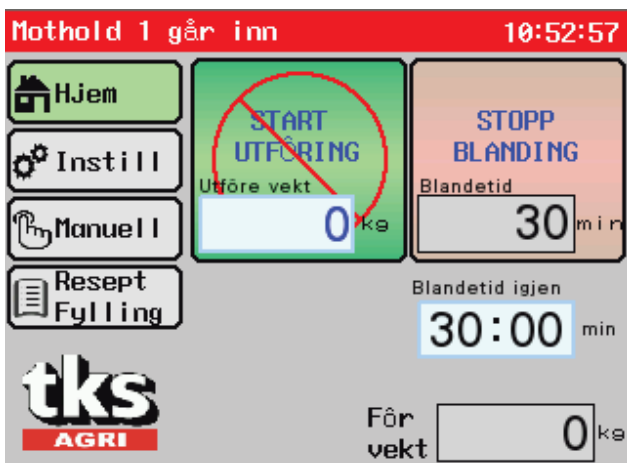 Mothold 1 går inn
10:52:57
Hjem
Instill
Manuell
Resept
Fylling
START
UTFÔRING
Utfôre vekt
0 kg
STOPP
BLANDING
Blandetid
30 min
Blandetid igjen
30:00 min
tks
AGRI
Fôr
vekt
0 kg